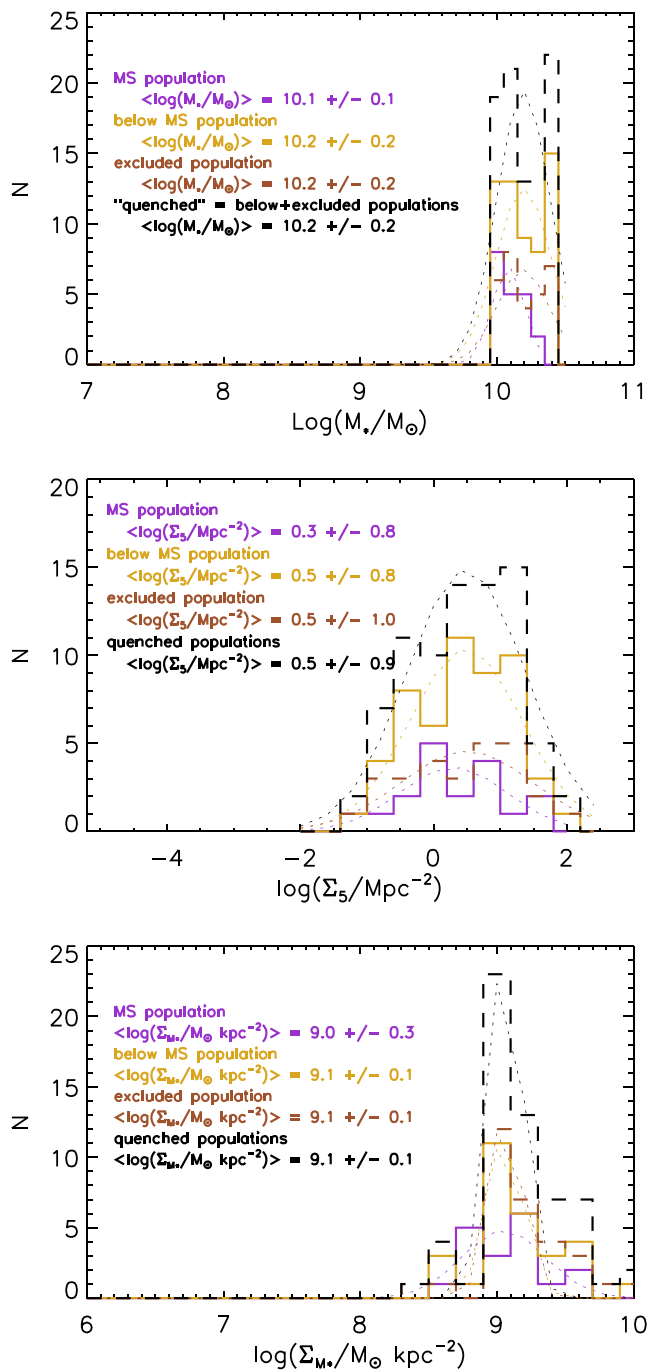 25
20
15
10
5
0
N
MS population
<log(M*/M⊙)> = 10.1 +/− 0.1
below MS population
<log(M*/M⊙)> = 10.2 +/− 0.2
excluded population
<log(M*/M⊙)> = 10.2 +/− 0.2
"quenched" = below+excluded populations
<log(M*/M⊙)> = 10.2 +/− 0.2
7 8 9 10 11
Log(M*/M⊙)
20
15
10
5
0
N
MS population
<log(Σ5/Mpc−2)> = 0.3 +/− 0.8
below MS population
<log(Σ5/Mpc−2)> = 0.5 +/− 0.8
excluded population
<log(Σ5/Mpc−2)> = 0.5 +/− 1.0
quenched populations
<log(Σ5/Mpc−2)> = 0.5 +/− 0.9
−4 −2 0 2
log(Σ5/Mpc−2)
25
20
15
10
5
0
N
MS population
<log(ΣM*/M⊙ kpc−2)> = 9.0 +/− 0.3
below MS population
<log(ΣM*/M⊙ kpc−2)> = 9.1 +/− 0.1
excluded population
<log(ΣM*/M⊙ kpc−2)> = 9.1 +/− 0.1
quenched populations
<log(ΣM*/M⊙ kpc−2)> = 9.1 +/− 0.1
6 7 8 9 10
log(ΣM*/M⊙ kpc−2)